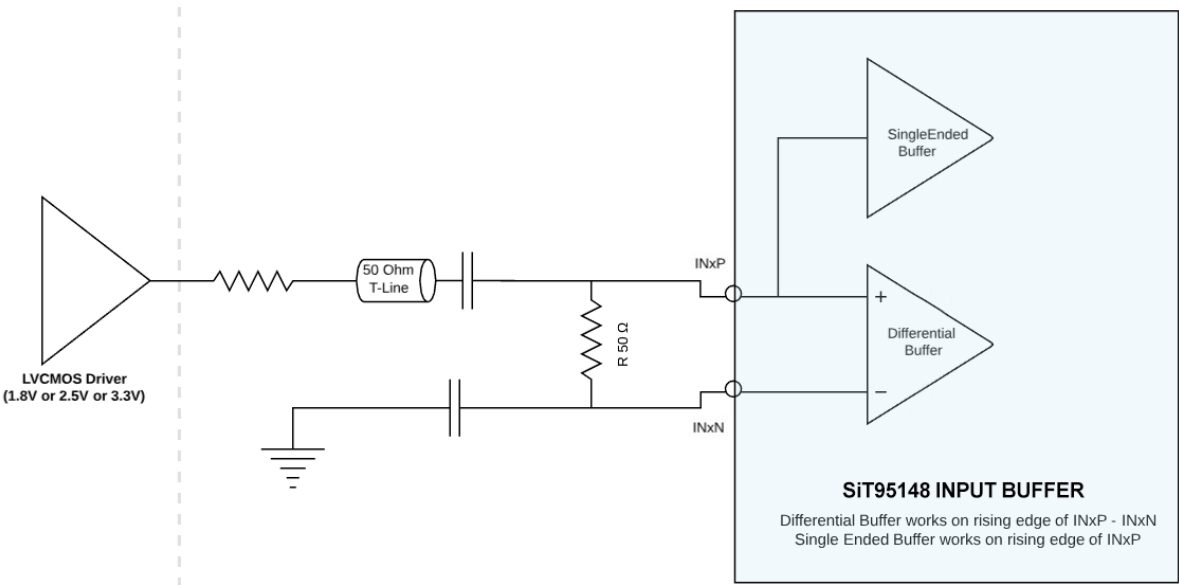 SingleEnded
Buffer
50 Ohm
T-Line
INxP
+
R 50 Ω
Differential
Buffer
LVCMOS Driver
(1.8V or 2.5V or 3.3V)
−
INxN
SiT95148 INPUT BUFFER
Differential Buffer works on rising edge of INxP - INxN
Single Ended Buffer works on rising edge of INxP